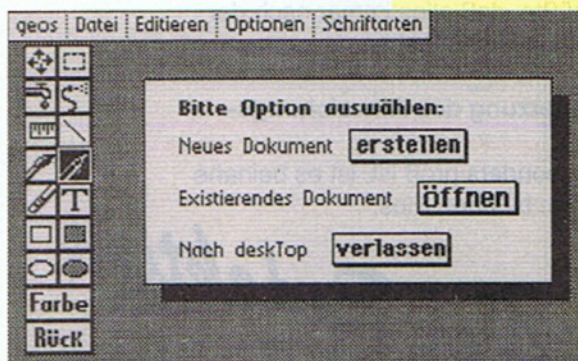 geos Datei Editieren Optionen Schriftarten
Bitte Option auswählen:
Neues Dokument erstellen
Existierendes Dokument öffnen
Nach deskTop verlassen
T
Farbe
Rück